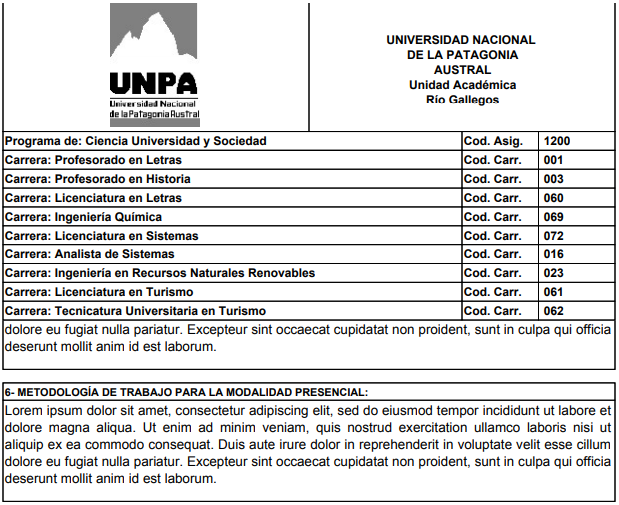 UNPA
Universidad Nacional
de la Patagonia Austral
UNIVERSIDAD NACIONAL
DE LA PATAGONIA
AUSTRAL
Unidad Académica
Río Gallegos
Programa de: Ciencia Universidad y Sociedad Cod. Asig. 1200
Carrera: Profesorado en Letras Cod. Carr. 001
Carrera: Profesorado en Historia Cod. Carr. 003
Carrera: Licenciatura en Letras Cod. Carr. 060
Carrera: Ingeniería Química Cod. Carr. 069
Carrera: Licenciatura en Sistemas Cod. Carr. 072
Carrera: Analista de Sistemas Cod. Carr. 016
Carrera: Ingeniería en Recursos Naturales Renovables Cod. Carr. 023
Carrera: Licenciatura en Turismo Cod. Carr. 061
Carrera: Tecnicatura Universitaria en Turismo Cod. Carr. 062
dolore eu fugiat nulla pariatur. Excepteur sint occaecat cupidatat non proident, sunt in culpa qui officia
deserunt mollit anim id est laborum.
6- METODOLOGÍA DE TRABAJO PARA LA MODALIDAD PRESENCIAL:
Lorem ipsum dolor sit amet, consectetur adipiscing elit, sed do eiusmod tempor incididunt ut labore et
dolore magna aliqua. Ut enim ad minim veniam, quis nostrud exercitation ullamco laboris nisi ut
aliquip ex ea commodo consequat. Duis aute irure dolor in reprehenderit in voluptate velit esse cillum
dolore eu fugiat nulla pariatur. Excepteur sint occaecat cupidatat non proident, sunt in culpa qui officia
deserunt mollit anim id est laborum.